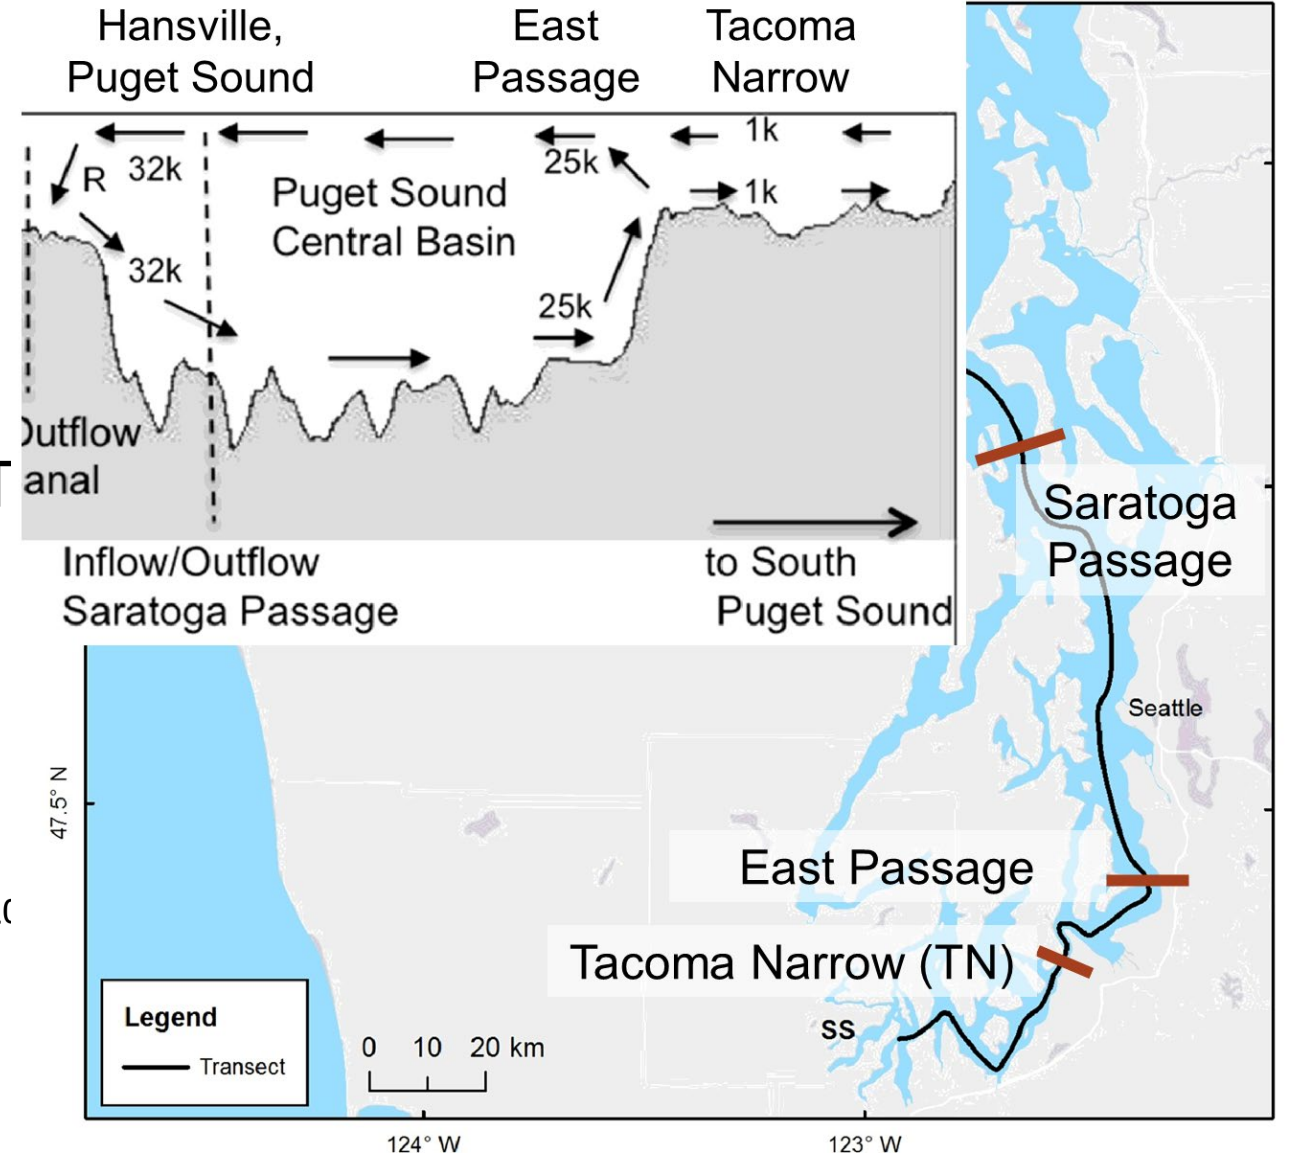 Hansville,
Puget Sound
East
Passage
Tacoma
Narrow
R
32k
32k
Puget Sound
Central Basin
25k
25k
1k
1k
Outflow
anal
Inflow/Outflow
Saratoga Passage
to South
Puget Sound
Saratoga
Passage
Seattle
47.5° N
East Passage
Tacoma Narrow (TN)
SS
Legend
Transect
0 10 20 km
124° W
123° W